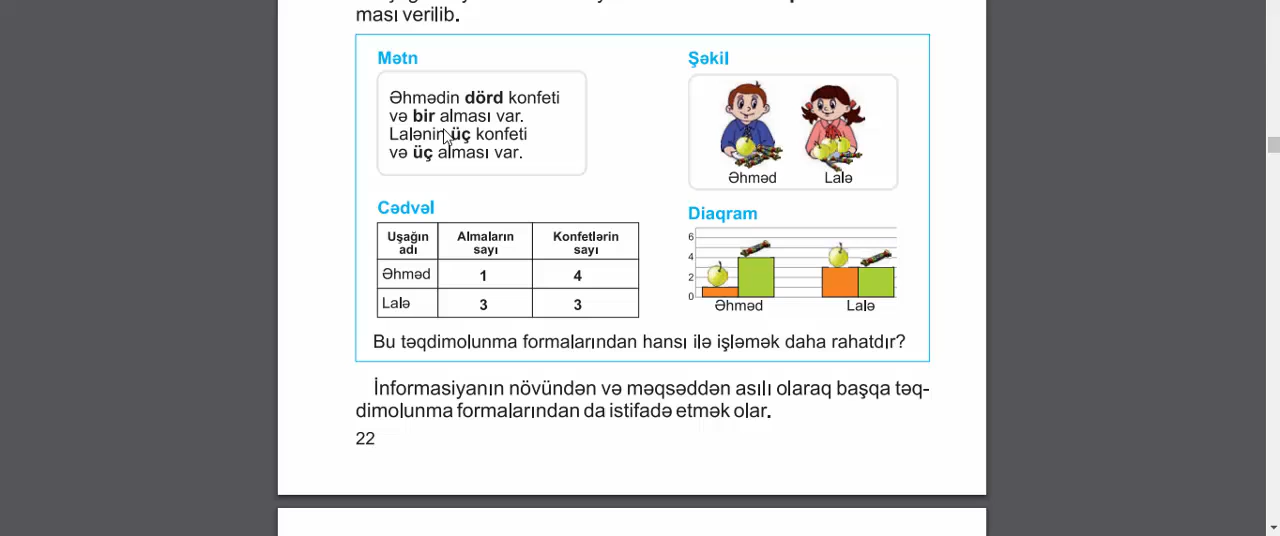 ması verilib.
Mətn
Əhmədin dörd konfeti
və bir alması var.
Lalənin üç konfeti
və üç alması var.
Şəkil
Əhməd Lalə
Cədvəl
Uşağın adı Almaların sayı Konfetlərin sayı
Əhməd 1 4
Lalə 3 3
Diaqram
6
4
2
0
Əhməd Lalə
Bu təqdimolunma formalarından hansı ilə işləmək daha rahatdır?
İnformasiyanın növündən və məqsəddən asılı olaraq başqa təq-
dimolunma formalarından da istifadə etmək olar.
22